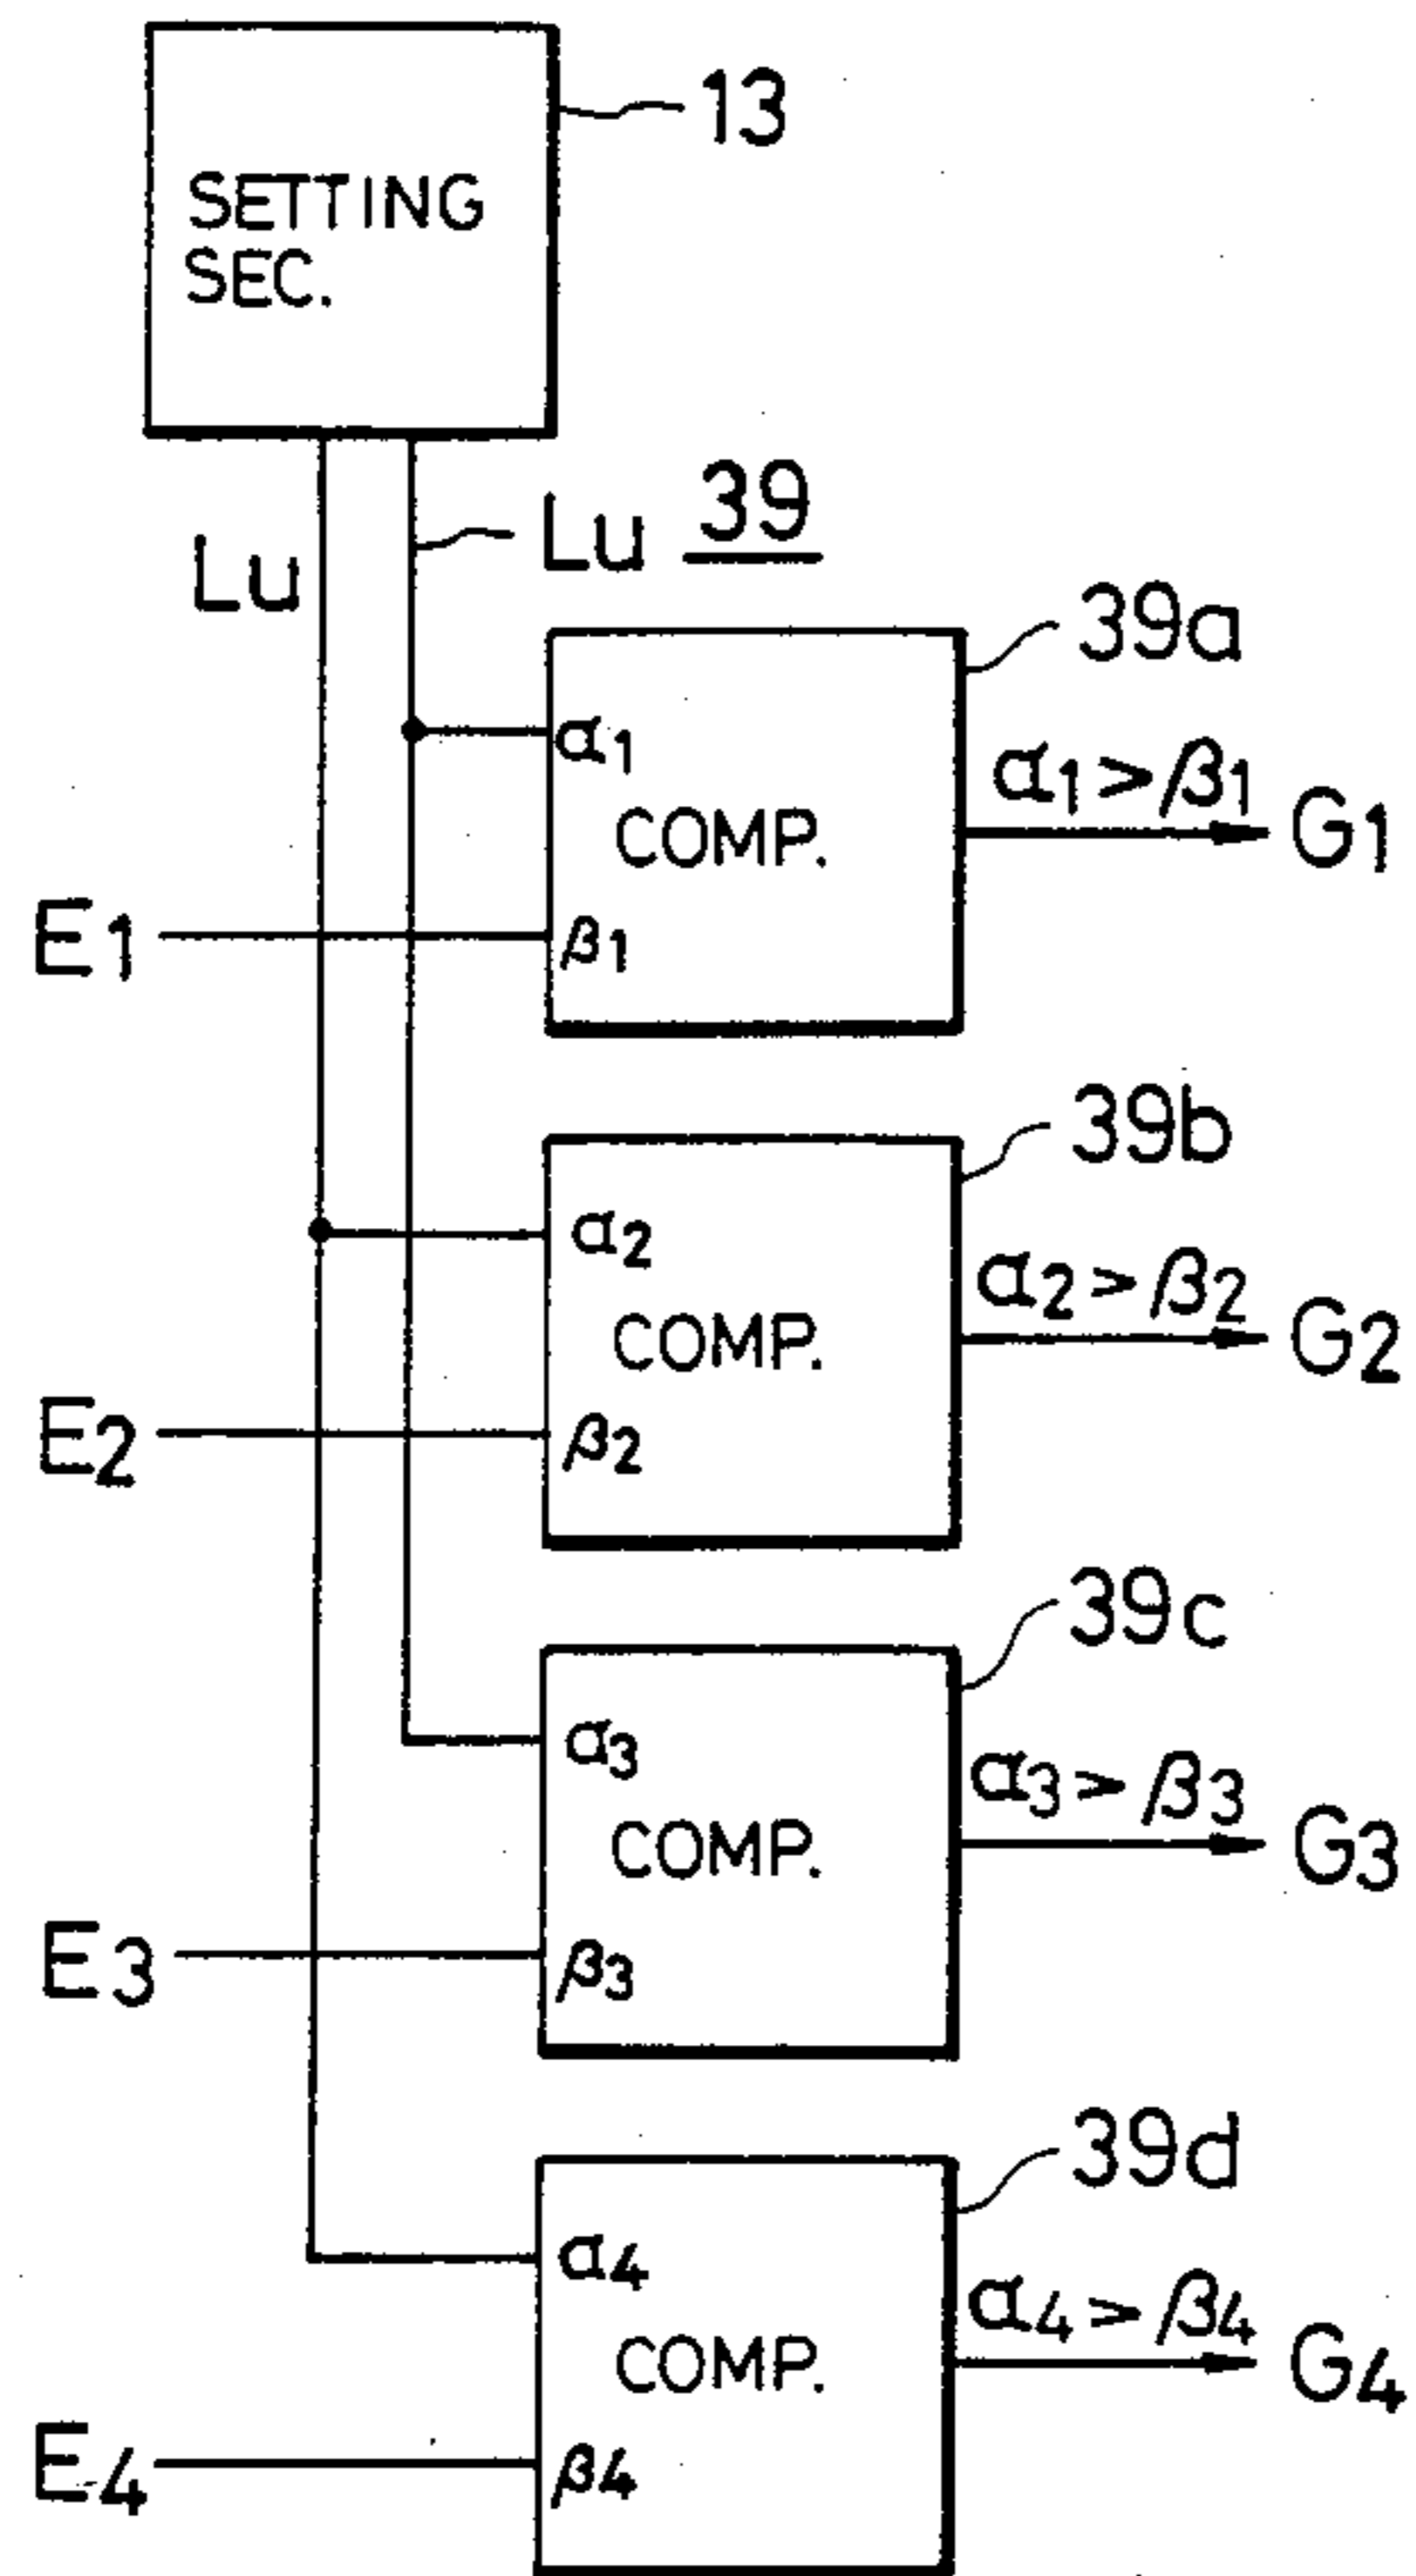 13
SETTING
SEC.
Lu
Lu
39
39a
α1
α1>β1
COMP.
G1
E1
β1
39b
α2
α2>β2
COMP.
G2
E2
β2
39c
α3
α3>β3
COMP.
G3
E3
β3
39d
α4
α4>β4
COMP.
G4
E4
β4